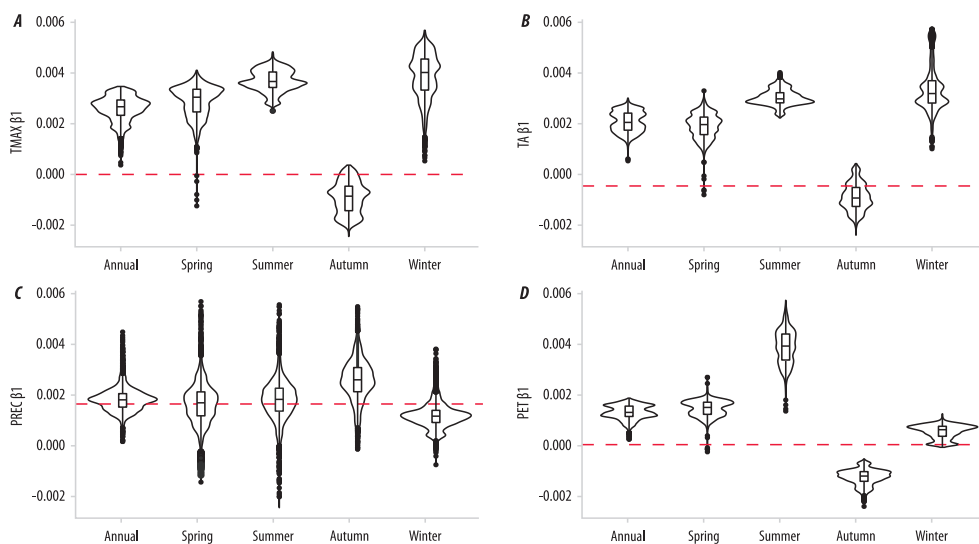 A
0.006
0.004
0.002
0.000
-0.002
TMAX β1
Annual Spring Summer Autumn Winter
B
0.006
0.004
0.002
0.000
-0.002
TA β1
Annual Spring Summer Autumn Winter
C
0.006
0.004
0.002
0.000
-0.002
PREC β1
Annual Spring Summer Autumn Winter
D
0.006
0.004
0.002
0.000
-0.002
PET β1
Annual Spring Summer Autumn Winter